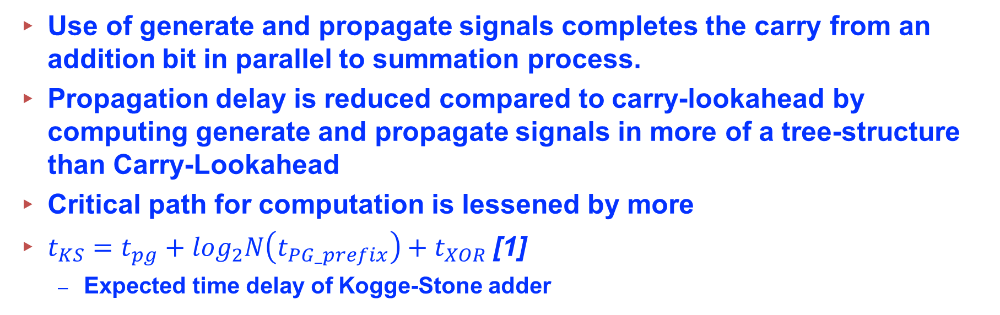 ▸ Use of generate and propagate signals completes the carry from an
addition bit in parallel to summation process.
▸ Propagation delay is reduced compared to carry-lookahead by
computing generate and propagate signals in more of a tree-structure
than Carry-Lookahead
▸ Critical path for computation is lessened by more
▸ $t_{KS} = t_{pg} + log_2N(t_{PG\_prefix}) + t_{XOR}$ [1]
– Expected time delay of Kogge-Stone adder